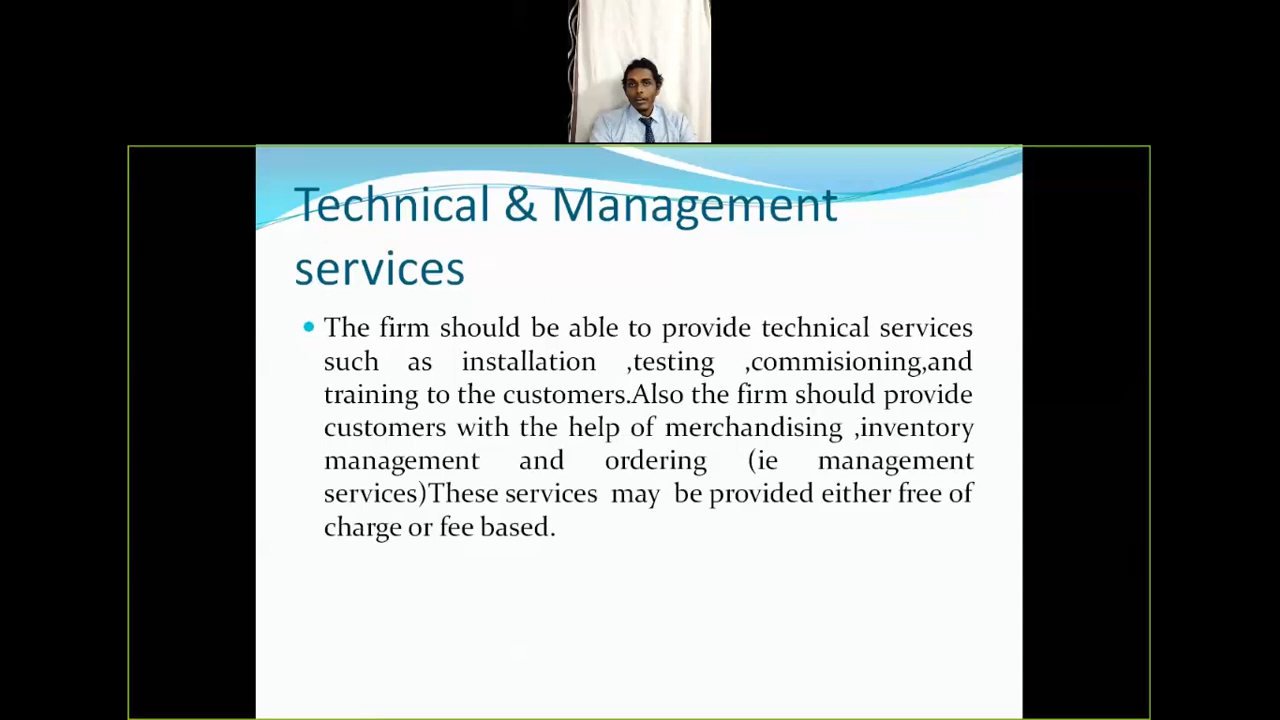 Technical & Management
services
The firm should be able to provide technical services
such as installation ,testing ,commisioning,and
training to the customers.Also the firm should provide
customers with the help of merchandising ,inventory
management and ordering (ie management
services)These services may be provided either free of
charge or fee based.